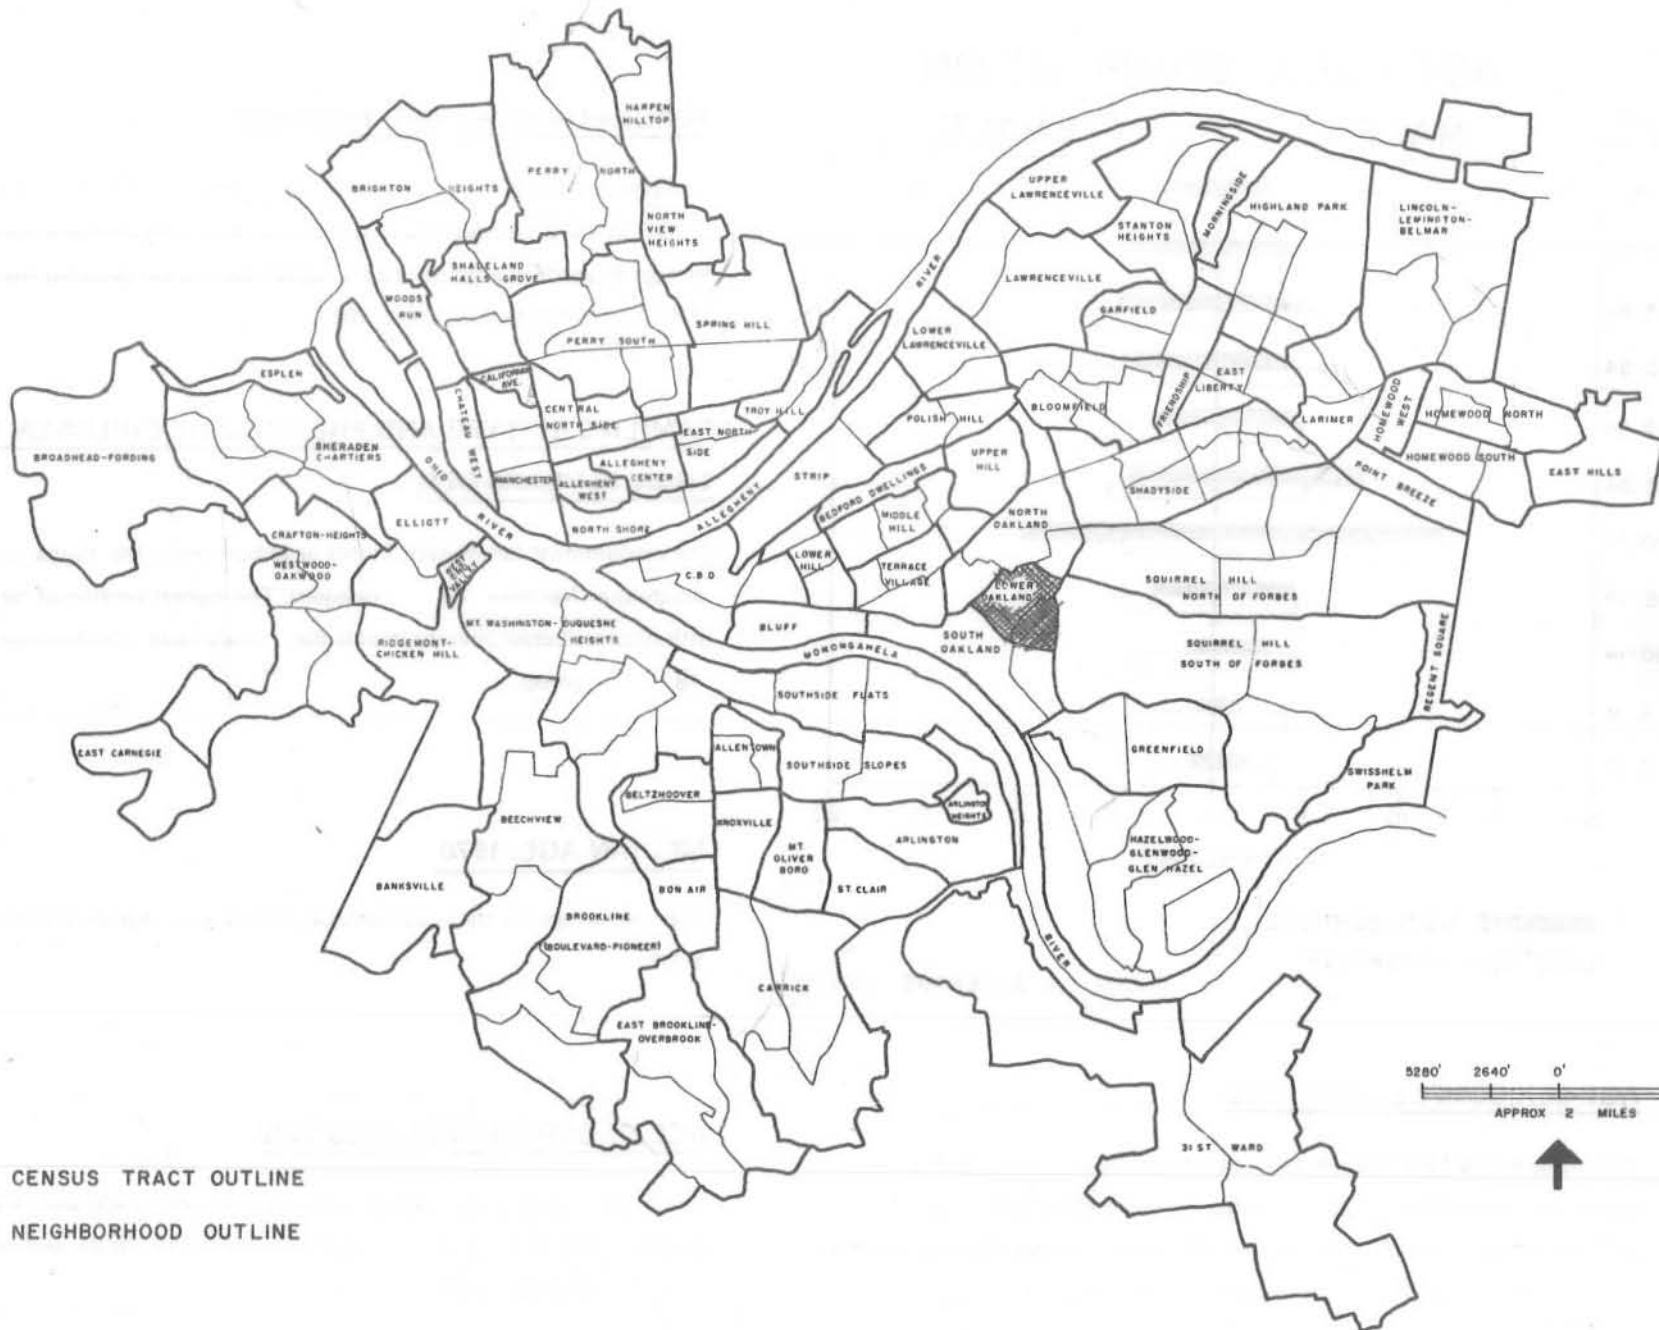 HARPEN
HILLTOP
PERRY NORTH
BRIGHTON HEIGHTS
NORTH
VIEW
HEIGHTS
SHALELAND
HALLS GROVE
WOODS
RUN
SPRING HILL
PERRY SOUTH
ESPLEN
CALIFORNIA
AVE.
CHATEAU WEST
CENTRAL
NORTH SIDE
TROY HILL
EAST NORTH
SIDE
ALLEGHENY
CENTER
MANCHESTER
ALLEGHENY
WEST
NORTH SHORE
BROADHEAD-FORDING
SHERADEN
CHARTIERS
OHIO RIVER
ELLIOTT
CRAFTON-HEIGHTS
WESTWOOD-
OAKWOOD
WEST
END
VALLEY
MT. WASHINGTON-DUQUESNE
HEIGHTS
RIDGEMONT-
CHICKEN HILL
EAST CARNEGIE
ALLEGHENY RIVER
UPPER
LAWRENCEVILLE
STANTON
HEIGHTS
MORNINGSIDE
HIGHLAND PARK
LINCOLN-
LEMINGTON-
BELMAR
LAWRENCEVILLE
GARFIELD
LOWER
LAWRENCEVILLE
POLISH HILL
BLOOMFIELD
FRIENDSHIP
EAST
LIBERTY
LARIMER
HOMEWOOD
WEST
HOMEWOOD NORTH
HOMEWOOD SOUTH
EAST HILLS
POINT BREEZE
STRIP
UPPER
HILL
BEDFORD DWELLINGS
MIDDLE
HILL
NORTH
OAKLAND
SHADYSIDE
LOWER
HILL
TERRACE
VILLAGE
C.B.D
LOWER
OAKLAND
SQUIRREL HILL
NORTH OF FORBES
BLUFF
SOUTH
OAKLAND
MONONGAHELA RIVER
SQUIRREL HILL
SOUTH OF FORBES
REGENT SQUARE
SOUTHSIDE FLATS
ALLENTOWN
SOUTHSIDE SLOPES
GREENFIELD
SWISSHELM
PARK
BELTZHOOVER
ARLINGTON
HEIGHTS
BEECHVIEW
KNOXVILLE
MT.
OLIVER
BORO
ARLINGTON
HAZELWOOD-
GLENWOOD-
GLEN HAZEL
BANKSVILLE
BON AIR
ST. CLAIR
BROOKLINE
(BOULEVARD-PIONEER)
CARRICK
EAST BROOKLINE-
OVERBROOK
31 ST WARD
5280' 2640' 0'
APPROX 2 MILES
CENSUS TRACT OUTLINE
NEIGHBORHOOD OUTLINE